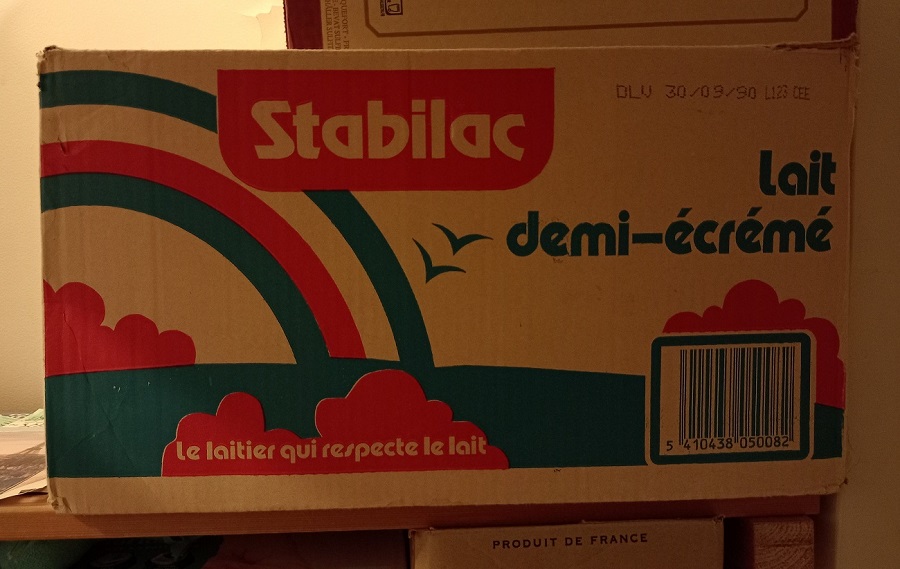 Stabilac
DLV 30/09/90 L123 CEE
Lait
demi-écrémé
Le laitier qui respecte le lait
5 410438 050082
PRODUIT DE FRANCE